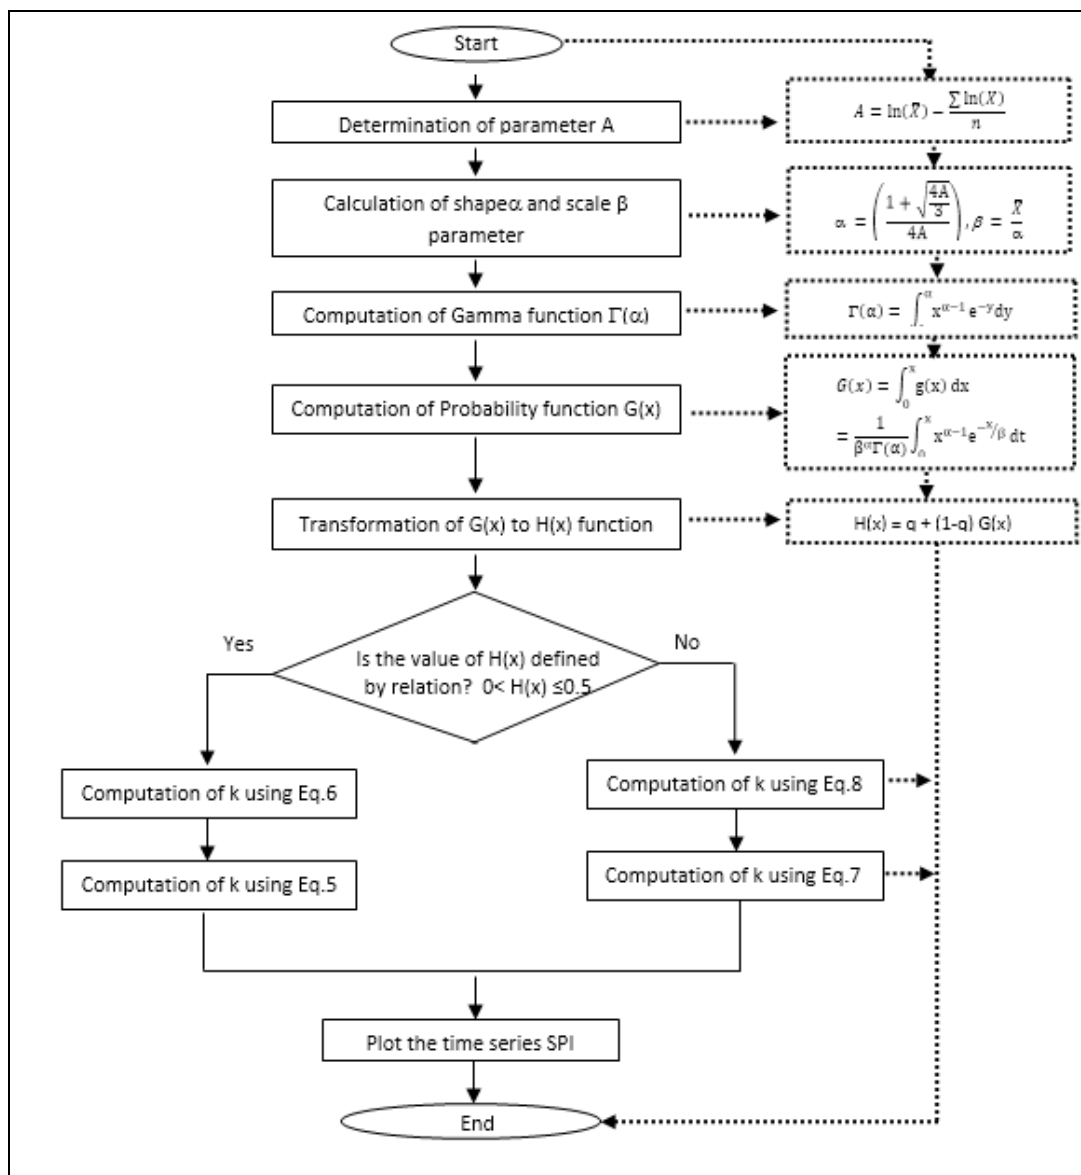 Start
Determination of parameter A
A = ln(X̄) − ∑ ln(X) / n
Calculation of shapeα and scale β
parameter
α = ( (1 + √(4A/3)) / 4A ), β = X̄/α
Computation of Gamma function Γ(α)
Γ(α) = ∫ α x^(α−1) e^(−y) dy
Computation of Probability function G(x)
G(x) = ∫₀ˣ g(x) dx
= 1/(β^α Γ(α)) ∫₀ˣ x^(α−1) e^(−x/β) dt
Transformation of G(x) to H(x) function
H(x) = q + (1-q) G(x)
Yes
No
Is the value of H(x) defined
by relation? 0< H(x) ≤0.5
Computation of k using Eq.6
Computation of k using Eq.8
Computation of k using Eq.5
Computation of k using Eq.7
Plot the time series SPI
End